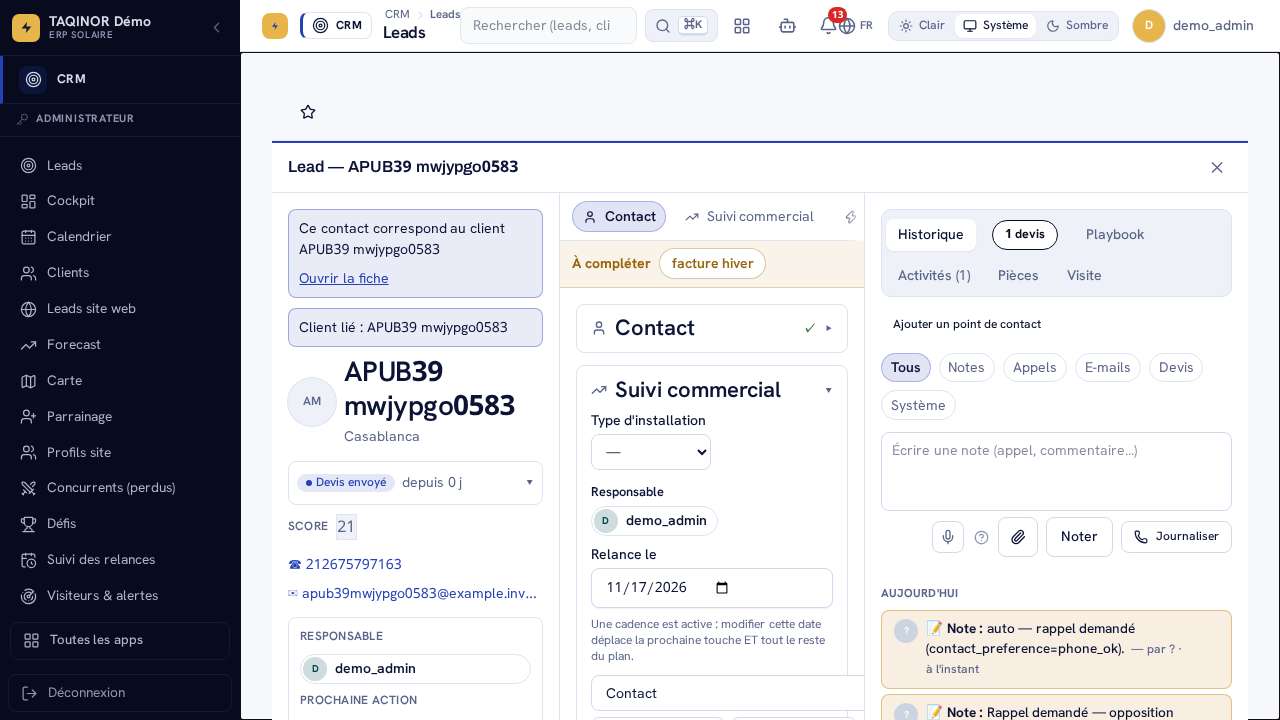 TAQINOR Démo
ERP SOLAIRE
CRM
ADMINISTRATEUR
Leads
Cockpit
Calendrier
Clients
Leads site web
Forecast
Carte
Parrainage
Profils site
Concurrents (perdus)
Défis
Suivi des relances
Visiteurs & alertes
Toutes les apps
Déconnexion
CRM
CRM › Leads
Leads
Rechercher (leads, cli
⌘K
13
FR
Clair
Système
Sombre
D
demo_admin
Lead — APUB39 mwjypgo0583
Ce contact correspond au client
APUB39 mwjypgo0583
Ouvrir la fiche
Client lié : APUB39 mwjypgo0583
AM
APUB39
mwjypgo0583
Casablanca
Devis envoyé depuis 0 j
SCORE 21
☎ 212675797163
✉ apub39mwjypgo0583@example.inv...
RESPONSABLE
D demo_admin
PROCHAINE ACTION
Contact
Suivi commercial
À compléter facture hiver
Contact ✓
Suivi commercial
Type d'installation
—
Responsable
D demo_admin
Relance le
11/17/2026
Une cadence est active : modifier cette date
déplace la prochaine touche ET tout le reste
du plan.
Contact
Historique
1 devis
Playbook
Activités (1)
Pièces
Visite
Ajouter un point de contact
Tous
Notes
Appels
E-mails
Devis
Système
Écrire une note (appel, commentaire…)
Noter
Journaliser
AUJOURD'HUI
? 📝 Note : auto — rappel demandé
(contact_preference=phone_ok). — par ? ·
à l'instant
? 📝 Note : Rappel demandé — opposition